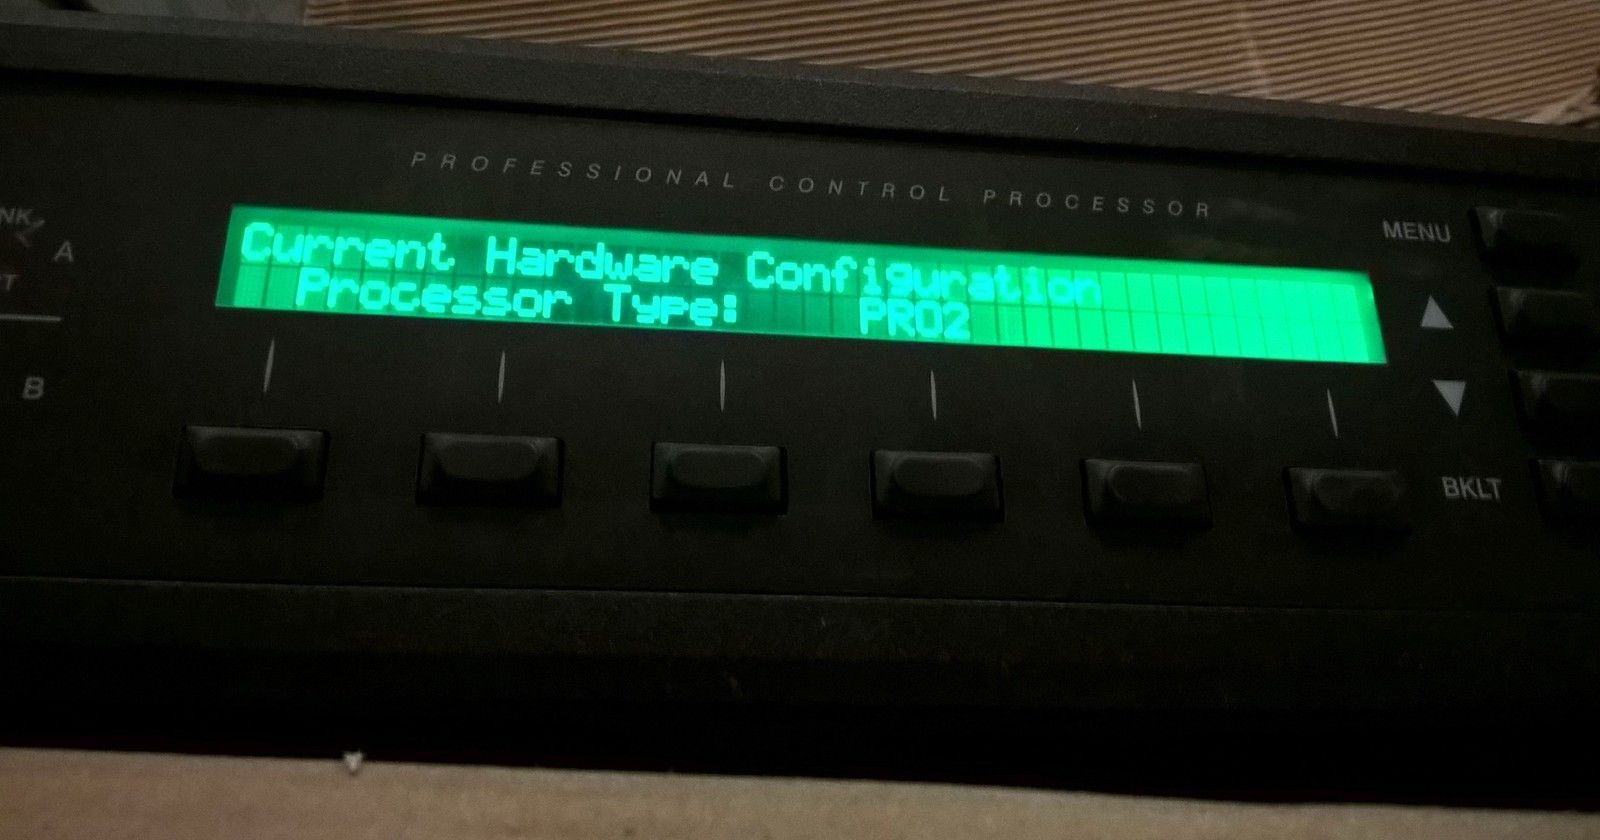 PROFESSIONAL CONTROL PROCESSOR
Current Hardware Configuration
Processor Type: PRO2
MENU
A
B
BKLT